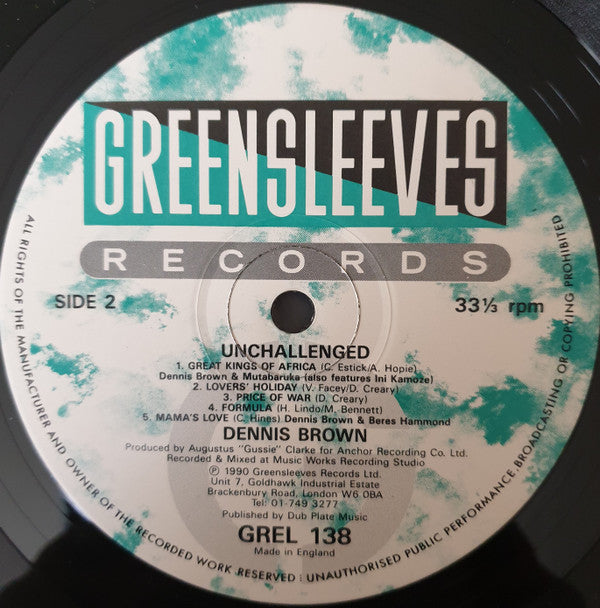 GREENSLEEVES
RECORDS
SIDE 2
33⅓ rpm
UNCHALLENGED
1. GREAT KINGS OF AFRICA (C. Estick/A. Hopie)
Dennis Brown & Mutabaruka (also features Ini Kamoze)
2. LOVERS' HOLIDAY (V. Facey/D. Creary)
3. PRICE OF WAR (D. Creary)
4. FORMULA (H. Lindo/M. Bennett)
5. MAMA'S LOVE (C. Hines) Dennis Brown & Beres Hammond
DENNIS BROWN
Produced by Augustus "Gussie" Clarke for Anchor Recording Co. Ltd.
Recorded & Mixed at Music Works Recording Studio
℗ 1990 Greensleeves Records Ltd.
Unit 7, Goldhawk Industrial Estate
Brackenbury Road, London W6 0BA
Tel: 01-749 3277
Published by Dub Plate Music
GREL 138
Made in England
ALL RIGHTS OF THE MANUFACTURER AND OWNER OF THE RECORDED WORK RESERVED : UNAUTHORISED PUBLIC PERFORMANCE, BROADCASTING OR COPYING PROHIBITED